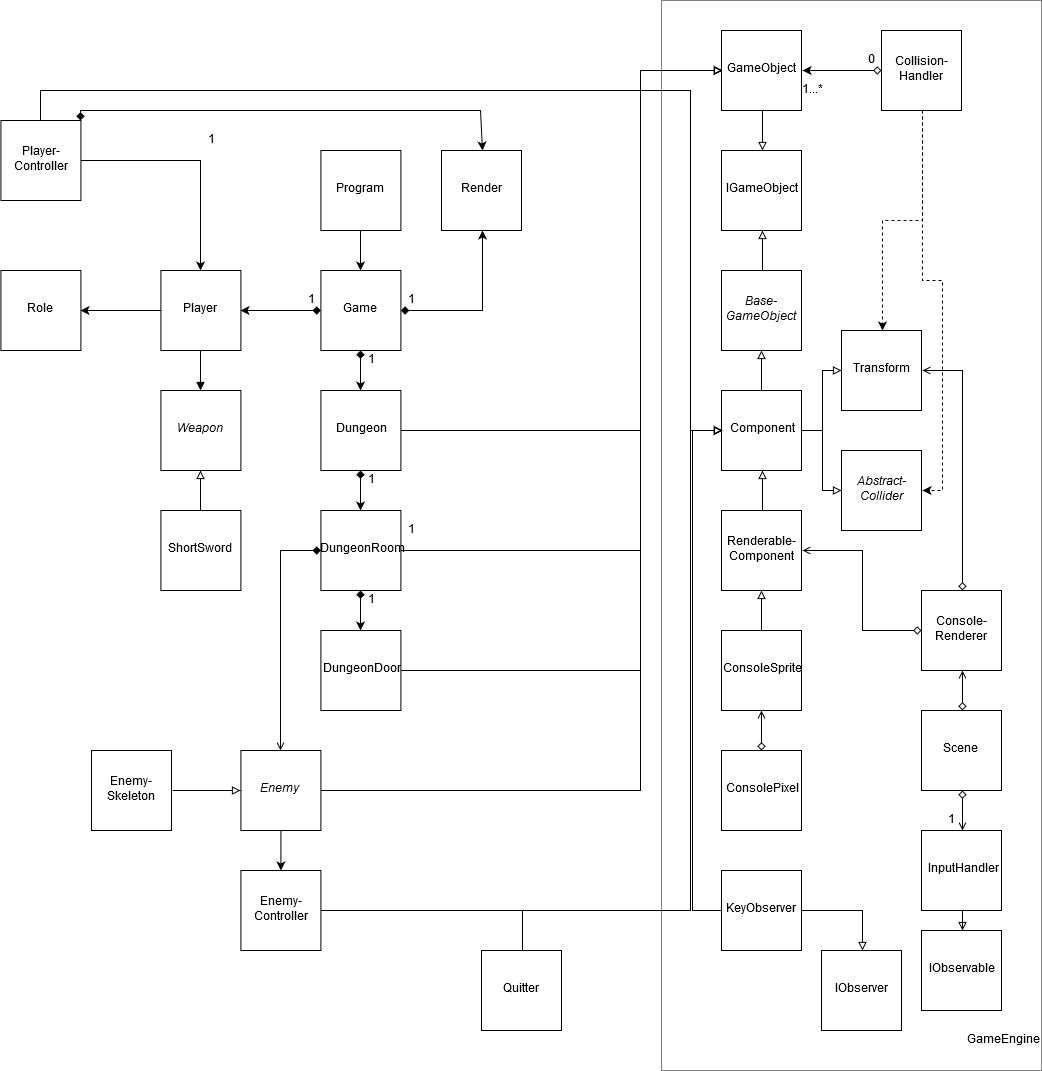 GameObject
0
Collision-
Handler
1...*
1
Player-
Controller
Program
Render
IGameObject
Role
Player
1
Game
1
Base-
GameObject
1
Transform
Weapon
Dungeon
Component
1
Abstract-
Collider
1
ShortSword
DungeonRoom
Renderable-
Component
1
Console-
Renderer
DungeonDoor
ConsoleSprite
Scene
Enemy-
Skeleton
Enemy
ConsolePixel
1
InputHandler
Enemy-
Controller
KeyObserver
IObservable
Quitter
IObserver
GameEngine